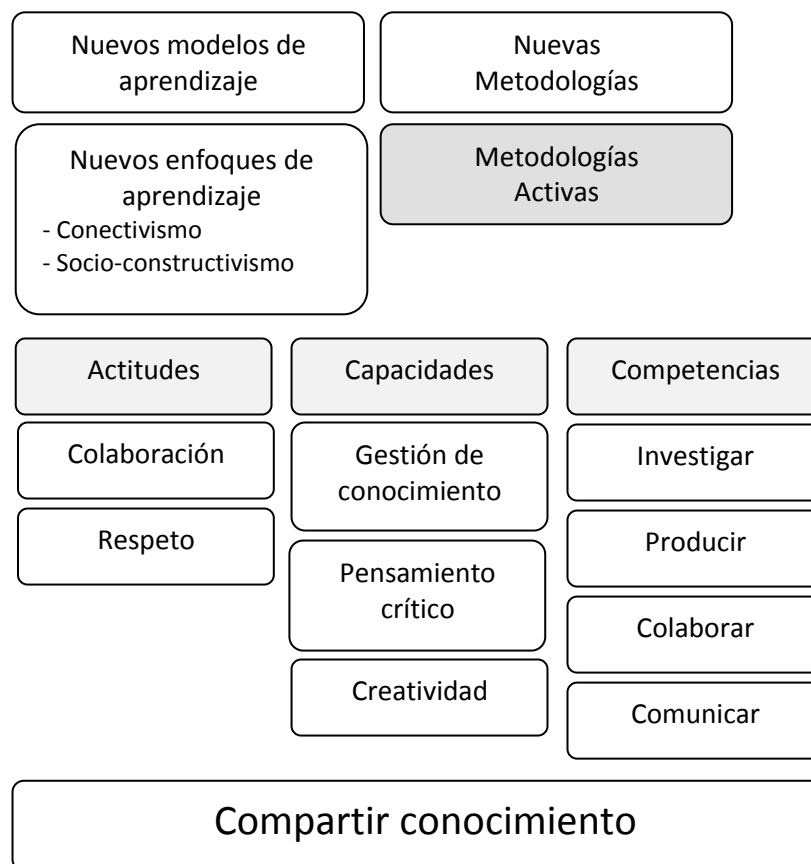 Nuevos modelos de
aprendizaje
Nuevas
Metodologías
Nuevos enfoques de
aprendizaje
- Conectivismo
- Socio-constructivismo
Metodologías
Activas
Actitudes
Colaboración
Respeto
Capacidades
Gestión de
conocimiento
Pensamiento
crítico
Creatividad
Competencias
Investigar
Producir
Colaborar
Comunicar
Compartir conocimiento